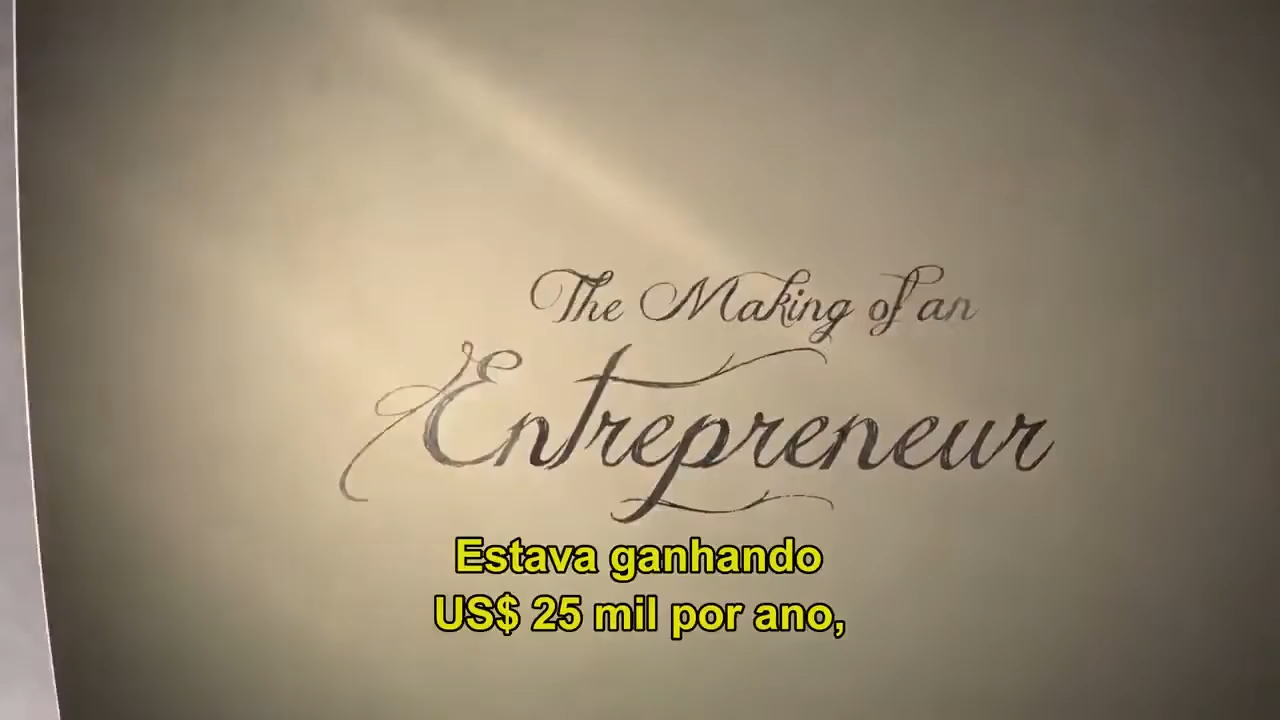 The Making of an
Entrepreneur
Estava ganhando
US$ 25 mil por ano,